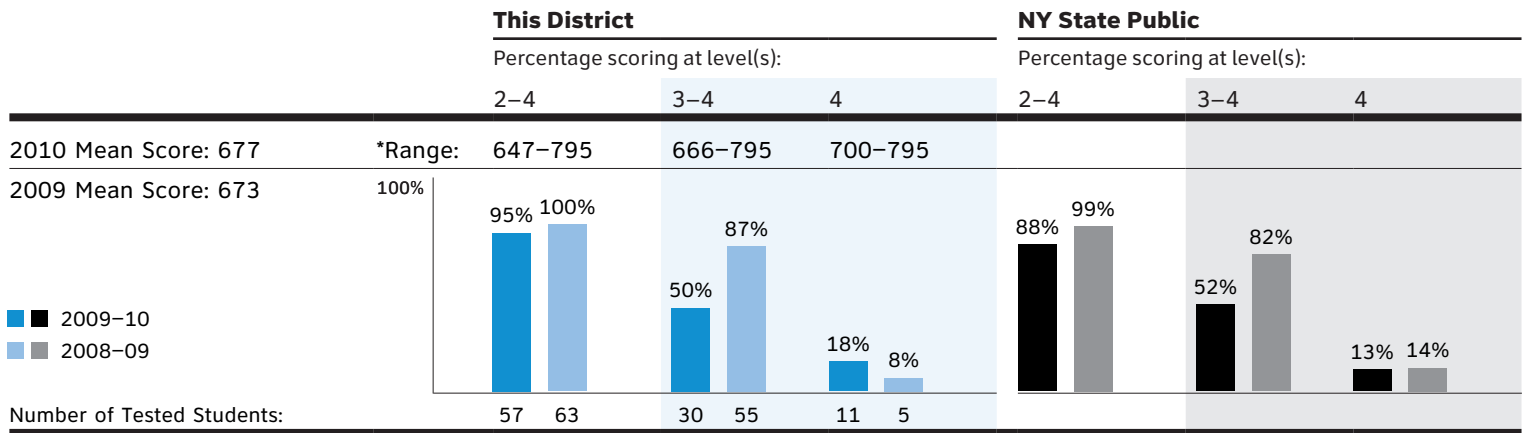 This District NY State Public
Percentage scoring at level(s): Percentage scoring at level(s):
2–4 3–4 4 2–4 3–4 4
2010 Mean Score: 677 *Range: 647–795 666–795 700–795
2009 Mean Score: 673 100%
95% 100% 87% 88% 99% 82%
50% 52%
18% 8% 13% 14%
2009–10
2008–09
Number of Tested Students: 57 63 30 55 11 5